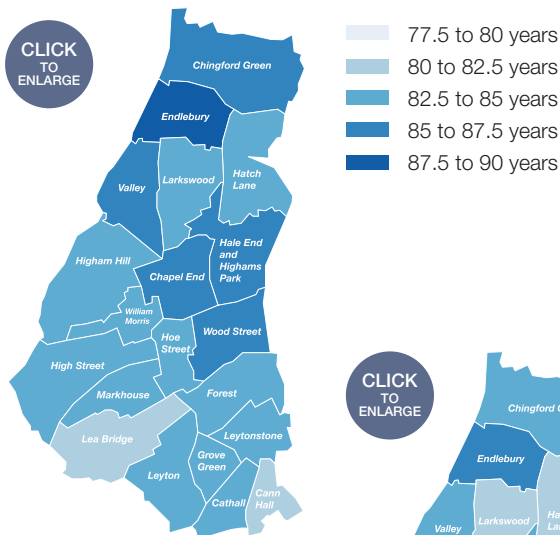 CLICK
TO
ENLARGE
77.5 to 80 years
80 to 82.5 years
82.5 to 85 years
85 to 87.5 years
87.5 to 90 years
Chingford Green
Endlebury
Valley
Larkswood
Hatch
Lane
Higham Hill
Chapel End
Hale End
and
Highams
Park
William
Morris
Hoe
Street
Wood Street
High Street
Markhouse
Forest
Lea Bridge
Leytonstone
Leyton
Grove
Green
Cathall
Cann
Hall
CLICK
TO
ENLARGE
Chingford
Endlebury
Valley
Larkswood